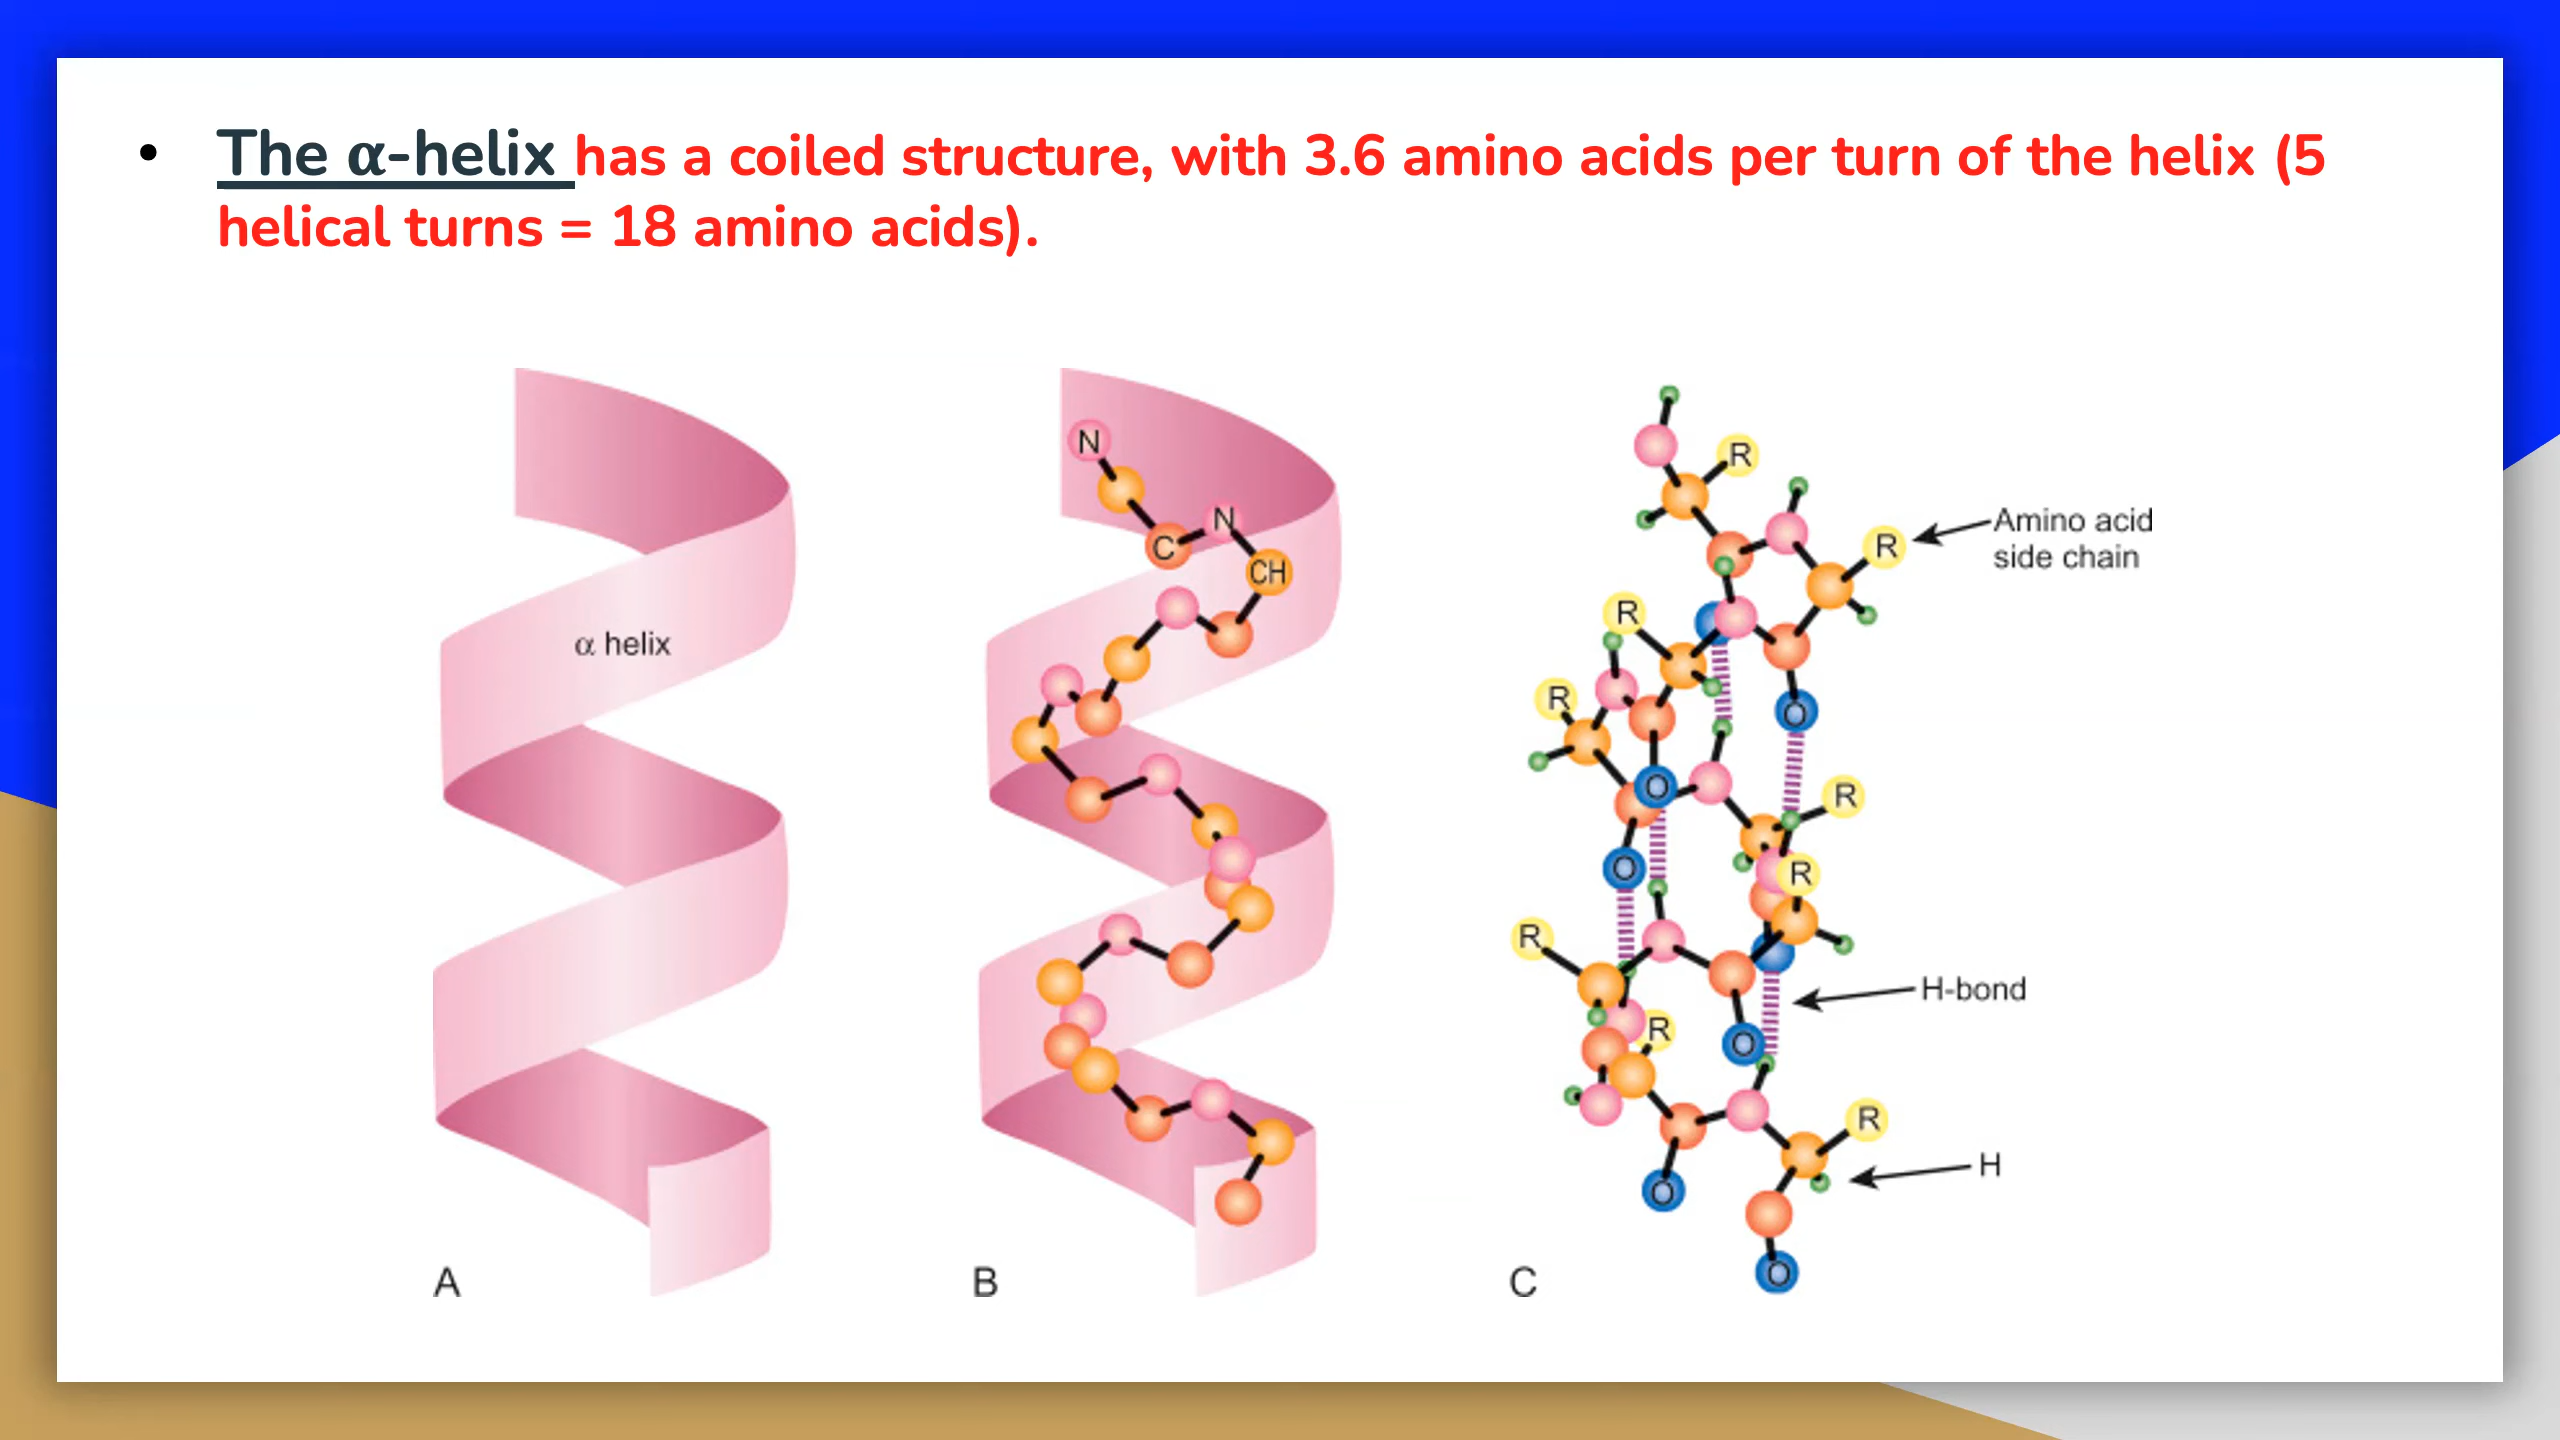 • The α-helix has a coiled structure, with 3.6 amino acids per turn of the helix (5
helical turns = 18 amino acids).
α helix
A
N
C
N
CH
B
R
R
Amino acid
side chain
R
R
O
O
R
O
R
R
H-bond
R
O
R
H
O
O
C